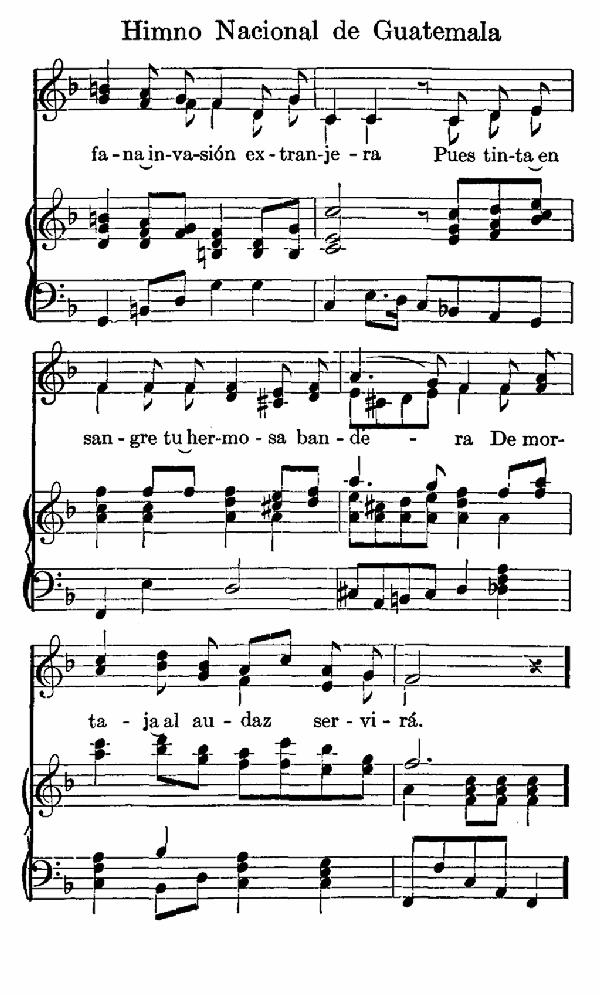 Himno Nacional de Guatemala
fa-na‿in-va-sión ex-tran-je-ra Pues tin-ta‿en
san-gre tu‿her-mo-sa ban-de-ra De mor-
ta-ja‿al au-daz ser-vi-rá.